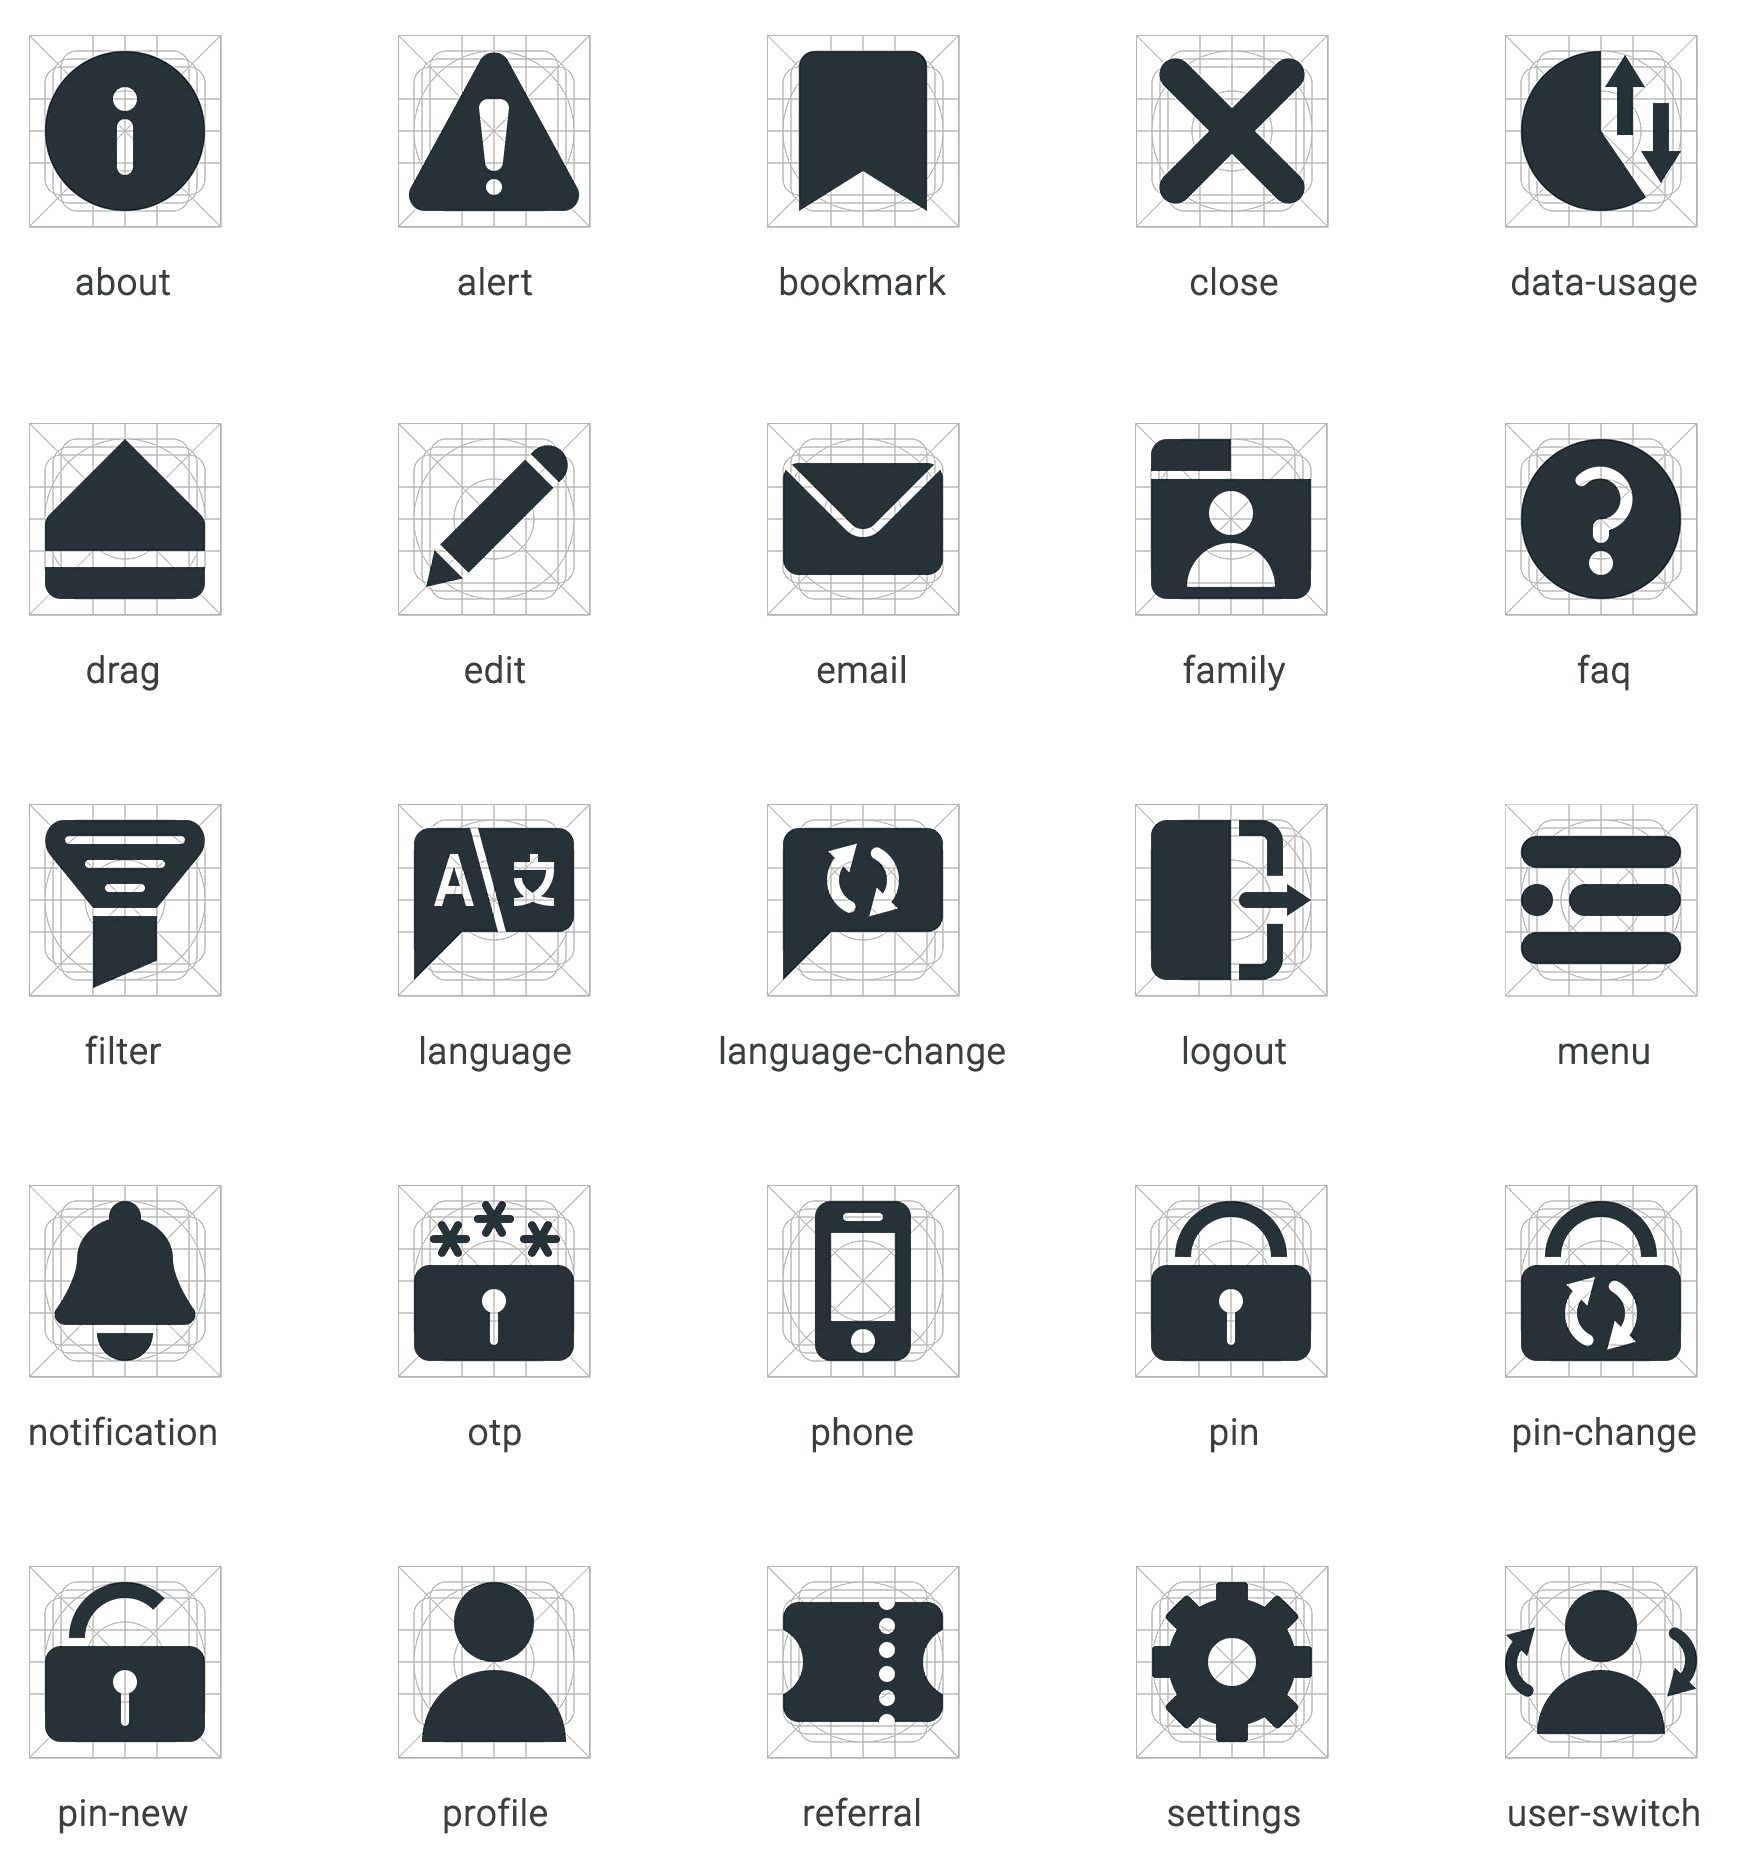 about
alert
bookmark
close
data-usage
drag
edit
email
family
faq
A 文
filter
language
language-change
logout
menu
notification
otp
phone
pin
pin-change
pin-new
profile
referral
settings
user-switch